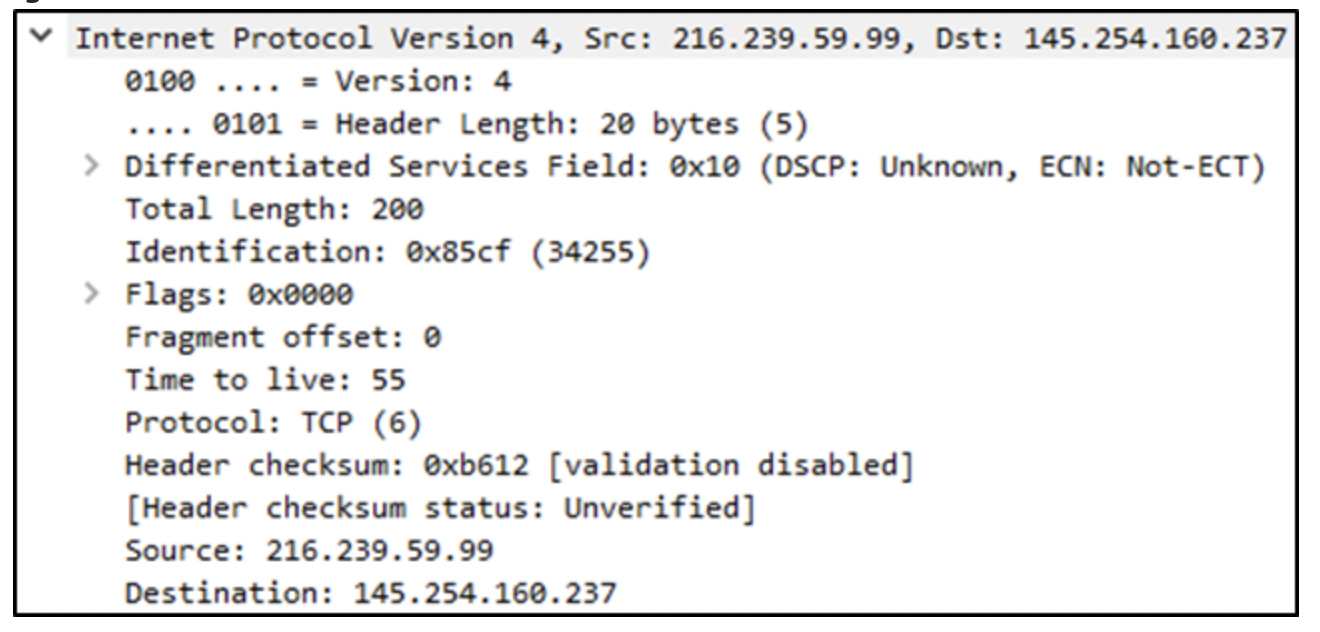 Internet Protocol Version 4, Src: 216.239.59.99, Dst: 145.254.160.237
0100 .... = Version: 4
.... 0101 = Header Length: 20 bytes (5)
Differentiated Services Field: 0x10 (DSCP: Unknown, ECN: Not-ECT)
Total Length: 200
Identification: 0x85cf (34255)
Flags: 0x0000
Fragment offset: 0
Time to live: 55
Protocol: TCP (6)
Header checksum: 0xb612 [validation disabled]
[Header checksum status: Unverified]
Source: 216.239.59.99
Destination: 145.254.160.237